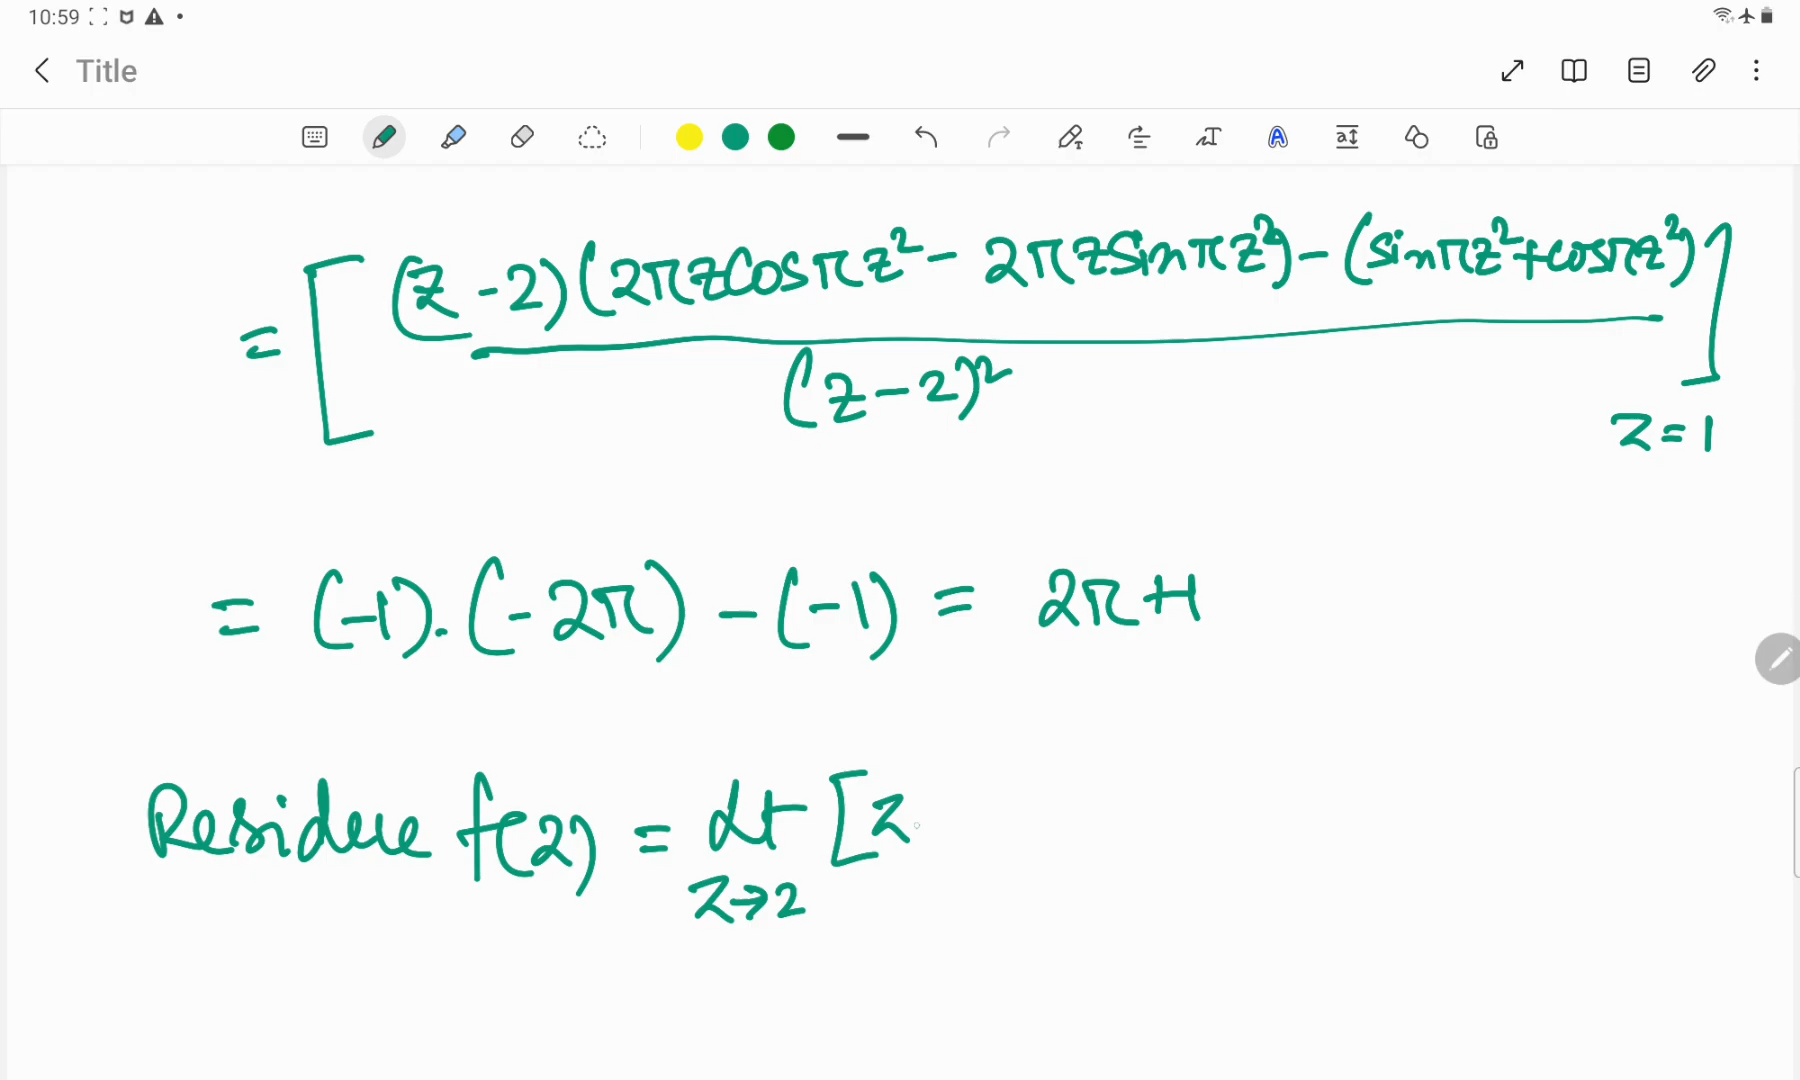 10:59
Title
= [ (z-2)(2πzcosπz² - 2πzsinπz²) - (sinπz²+cosπz²) ]
(z-2)²
z=1
= (-1).(-2π) - (-1) = 2π+1
Residue f(2) = Lt [z
z→2